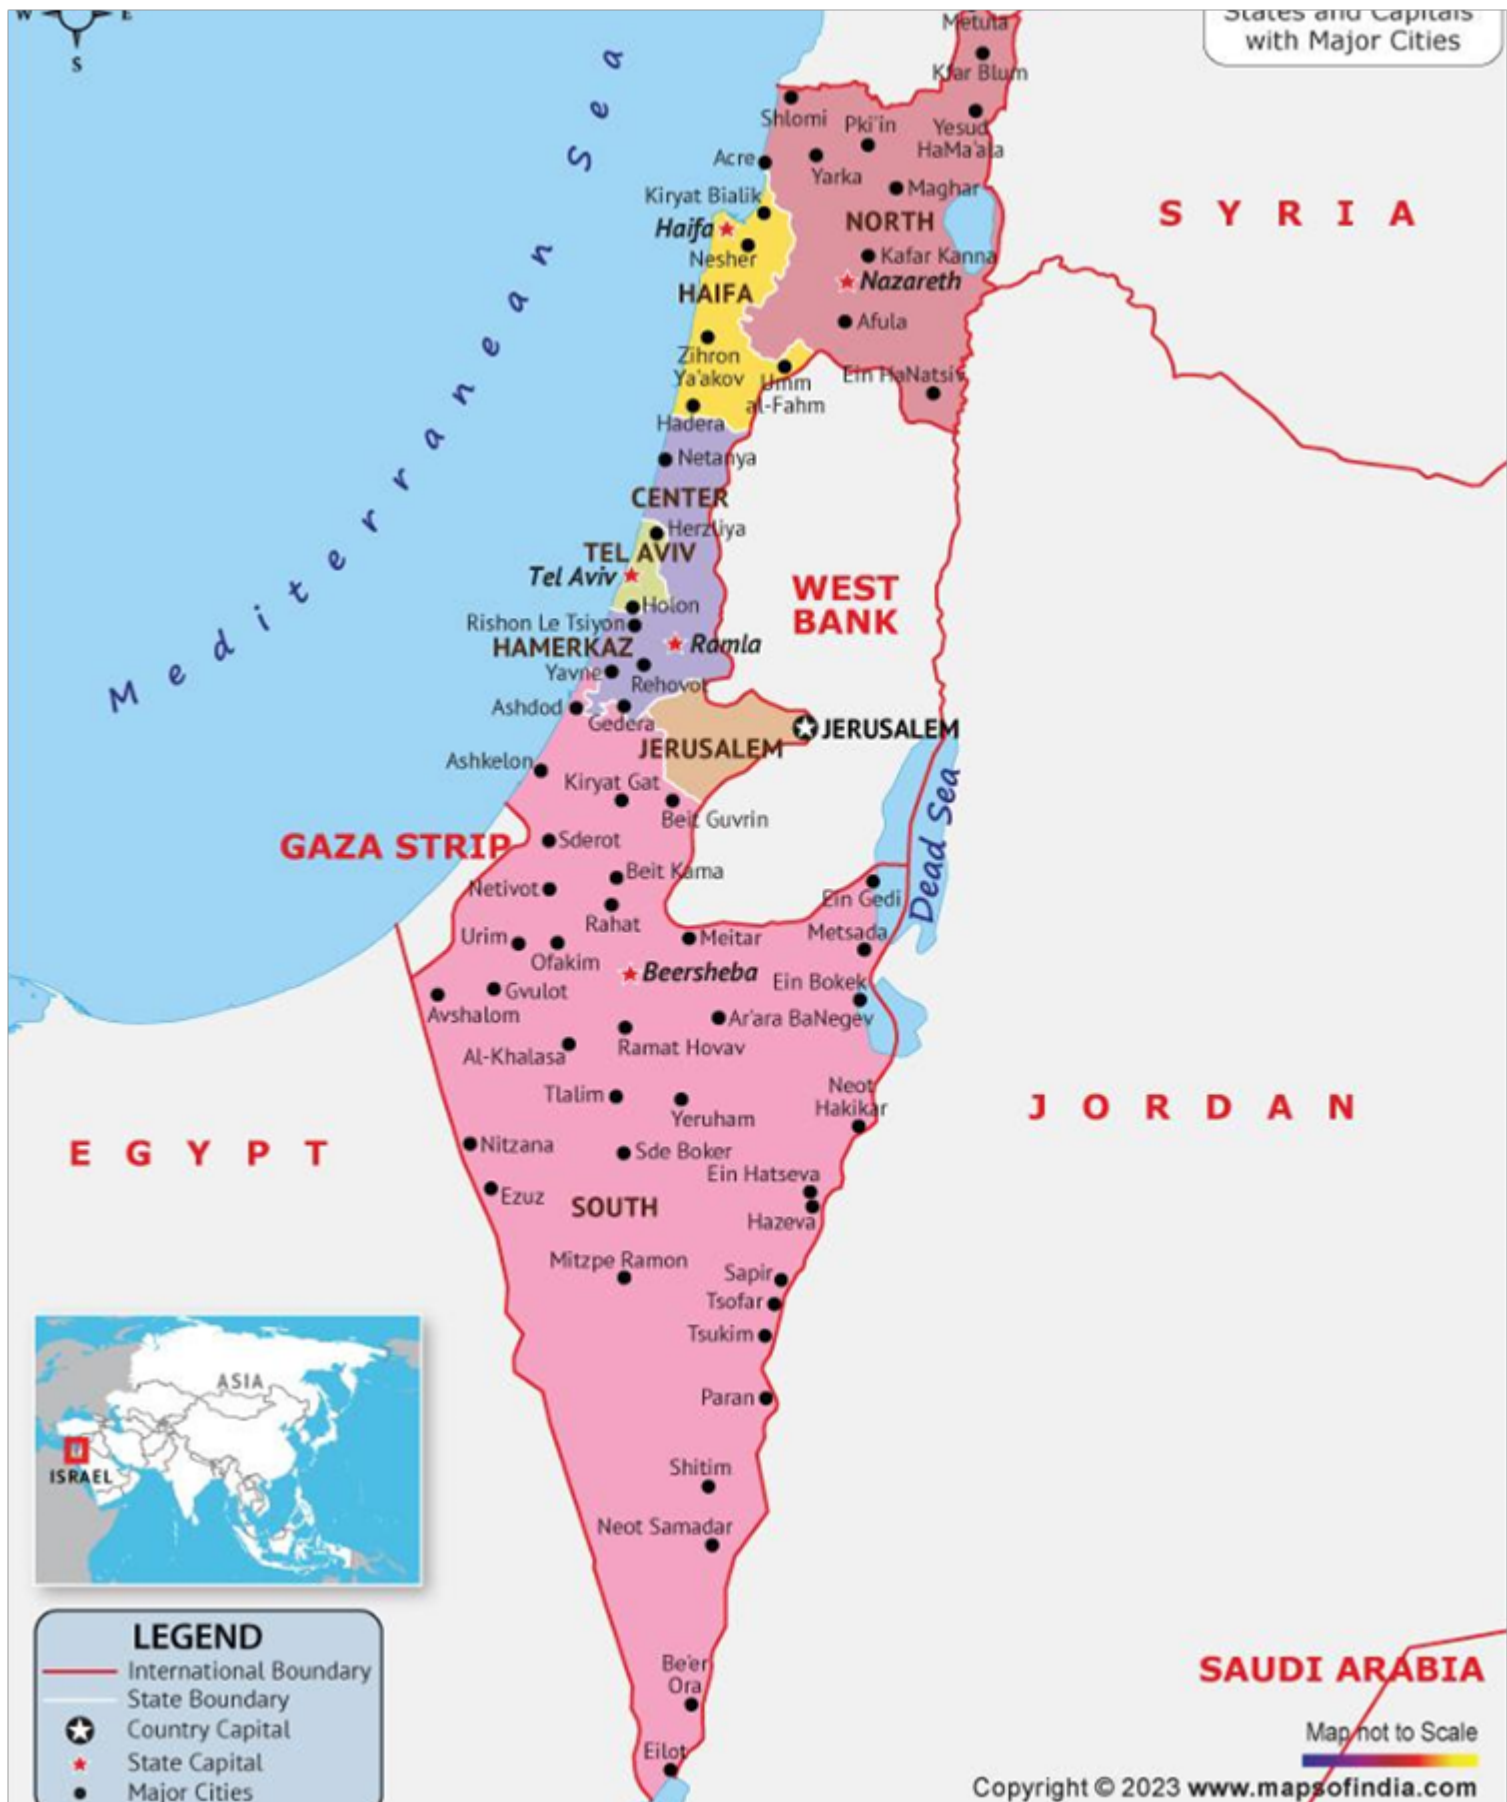 W
E
S
States and Capitals
with Major Cities
Mediterranean Sea
Metula
Kfar Blum
Shlomi
Pki'in
Yesud
HaMa'ala
Acre
Yarka
Maghar
Kiryat Bialik
SYRIA
NORTH
Haifa
Nesher
Kafar Kanna
Nazareth
HAIFA
Afula
Zihron
Ya'akov
Umm
al-Fahm
Ein HaNatsiv
Hadera
Netanya
CENTER
Herzliya
TEL AVIV
Tel Aviv
WEST
BANK
Holon
Rishon Le Tsiyon
HAMERKAZ
Ramla
Yavne
Rehovot
Ashdod
Gedera
JERUSALEM
JERUSALEM
Ashkelon
Kiryat Gat
Beit Guvrin
Dead Sea
GAZA STRIP
Sderot
Beit Kama
Netivot
Ein Gedi
Rahat
Urim
Meitar
Metsada
Ofakim
Beersheba
Ein Bokek
Gvulot
Avshalom
Ar'ara BaNegev
Al-Khalasa
Ramat Hovav
Tlalim
Yeruham
Neot
Hakikar
JORDAN
EGYPT
Nitzana
Sde Boker
Ein Hatseva
Ezuz
SOUTH
Hazeva
Mitzpe Ramon
Sapir
Tsofar
Tsukim
ASIA
ISRAEL
Paran
Shitim
Neot Samadar
LEGEND
International Boundary
State Boundary
Country Capital
State Capital
Major Cities
Be'er
Ora
Eilot
SAUDI ARABIA
Map not to Scale
Copyright © 2023 www.mapsofindia.com